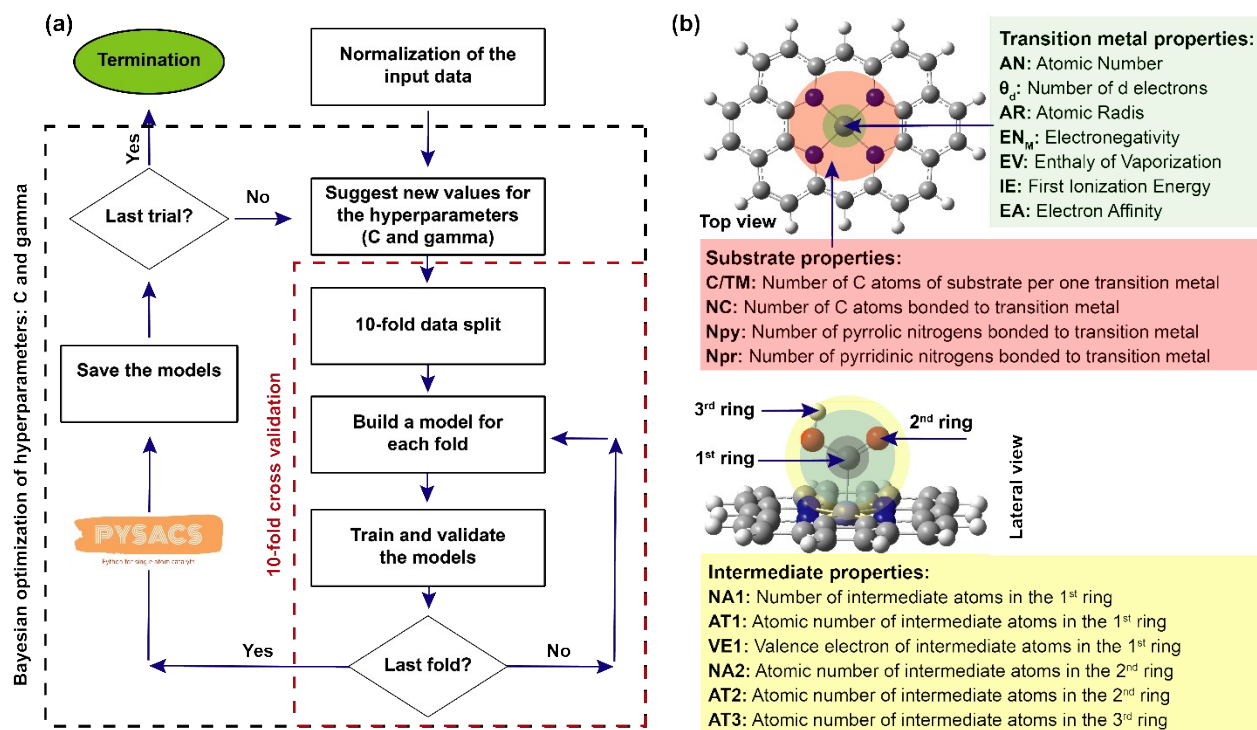 (a)
Termination
Normalization of the
input data
Yes
Last trial?
No
Suggest new values for
the hyperparameters
(C and gamma)
10-fold data split
Save the models
Build a model for
each fold
PYSACS
Python for single atom catalyts
Train and validate
the models
Yes
Last fold?
No
Bayesian optimization of hyperparameters: C and gamma
10-fold cross validation
(b)
Transition metal properties:
AN: Atomic Number
θd: Number of d electrons
AR: Atomic Radis
ENM: Electronegativity
EV: Enthaly of Vaporization
IE: First Ionization Energy
EA: Electron Affinity
Top view
Substrate properties:
C/TM: Number of C atoms of substrate per one transition metal
NC: Number of C atoms bonded to transition metal
Npy: Number of pyrrolic nitrogens bonded to transition metal
Npr: Number of pyrridinic nitrogens bonded to transition metal
3rd ring
2nd ring
1st ring
Lateral view
Intermediate properties:
NA1: Number of intermediate atoms in the 1st ring
AT1: Atomic number of intermediate atoms in the 1st ring
VE1: Valence electron of intermediate atoms in the 1st ring
NA2: Atomic number of intermediate atoms in the 2nd ring
AT2: Atomic number of intermediate atoms in the 2nd ring
AT3: Atomic number of intermediate atoms in the 3rd ring